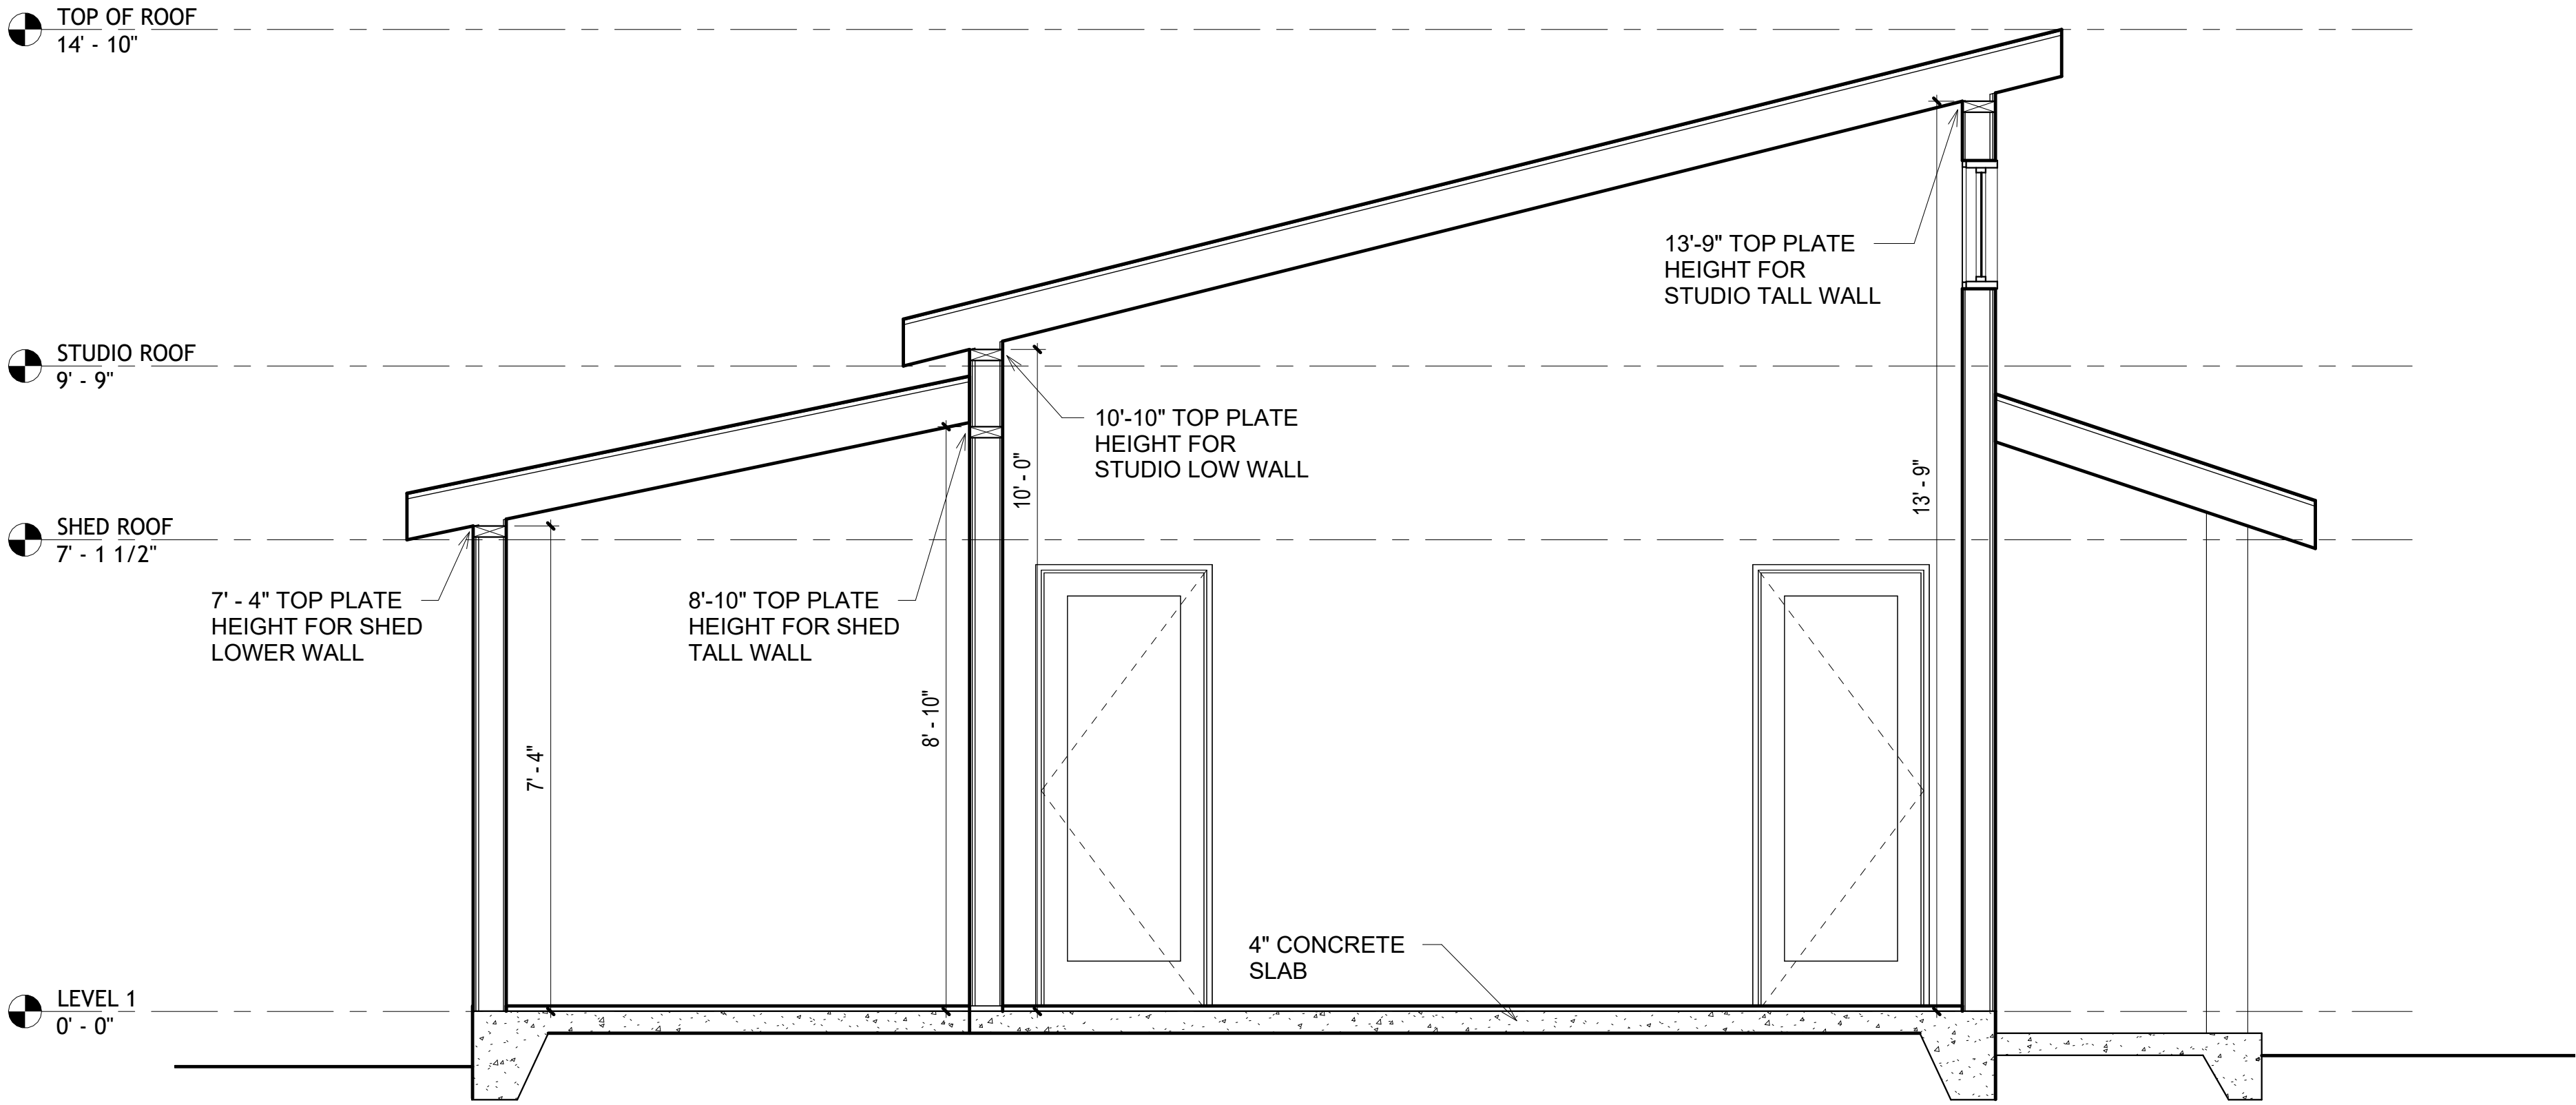 TOP OF ROOF
14' - 10"
STUDIO ROOF
9' - 9"
SHED ROOF
7' - 1 1/2"
LEVEL 1
0' - 0"
13'-9" TOP PLATE
HEIGHT FOR
STUDIO TALL WALL
10'-10" TOP PLATE
HEIGHT FOR
STUDIO LOW WALL
10' - 0"
13' - 9"
7' - 4" TOP PLATE
HEIGHT FOR SHED
LOWER WALL
8'-10" TOP PLATE
HEIGHT FOR SHED
TALL WALL
7' - 4"
8' - 10"
4" CONCRETE
SLAB